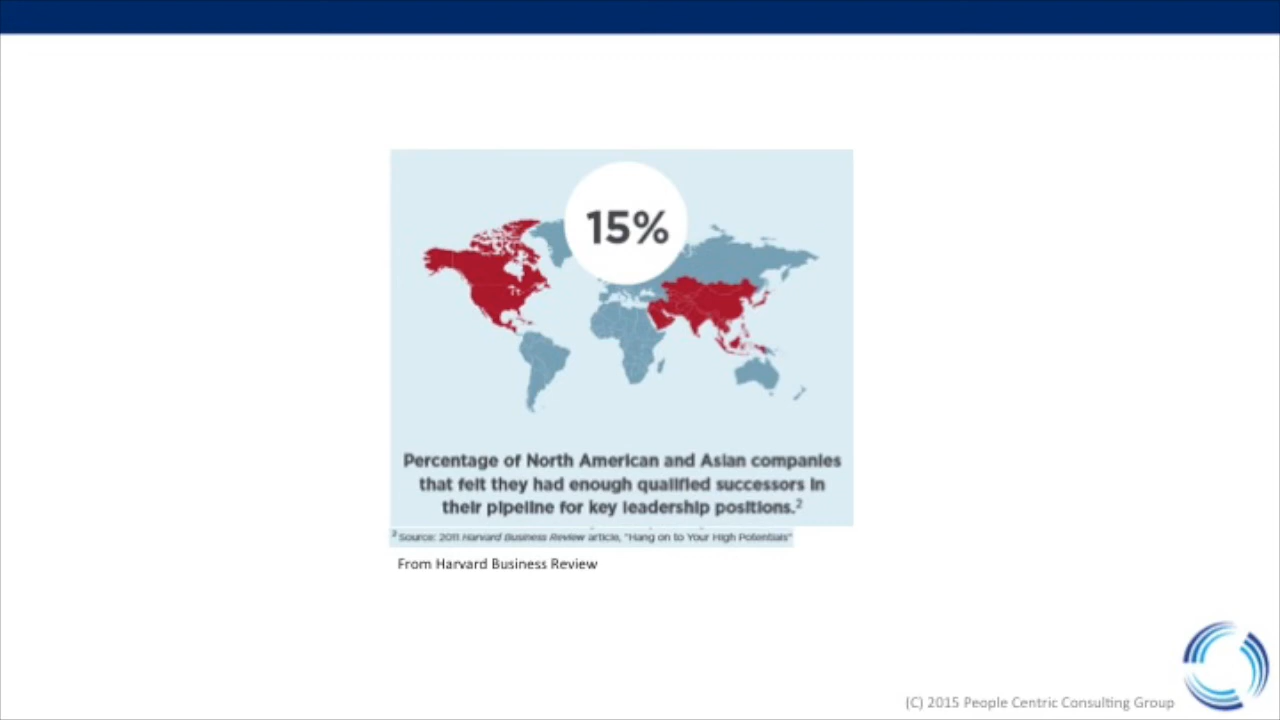 15%
Percentage of North American and Asian companies
that felt they had enough qualified successors in
their pipeline for key leadership positions.²
² Source: 2011 Harvard Business Review article, "Hang on to Your High Potentials"
From Harvard Business Review
(C) 2015 People Centric Consulting Group